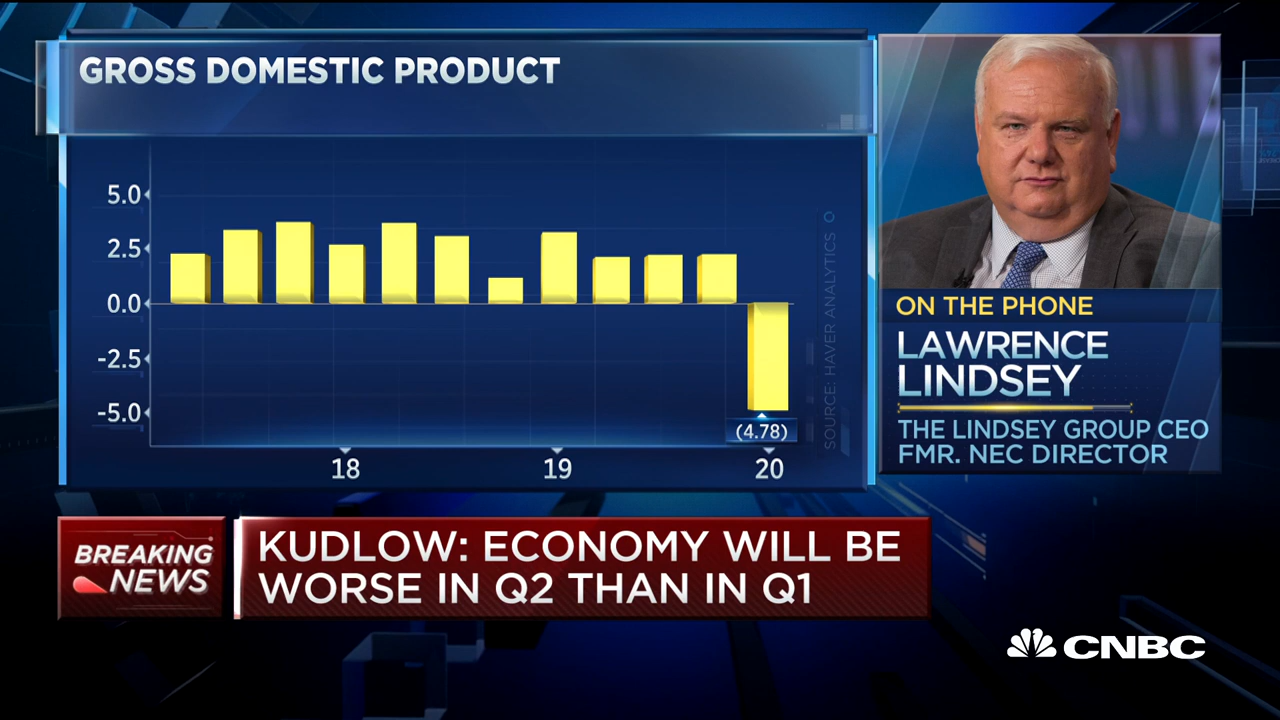 GROSS DOMESTIC PRODUCT
5.0
2.5
0.0
-2.5
-5.0
(4.78)
18
19
20
SOURCE: HAVER ANALYTICS
ON THE PHONE
LAWRENCE
LINDSEY
THE LINDSEY GROUP CEO
FMR. NEC DIRECTOR
BREAKING
NEWS
KUDLOW: ECONOMY WILL BE
WORSE IN Q2 THAN IN Q1
CNBC